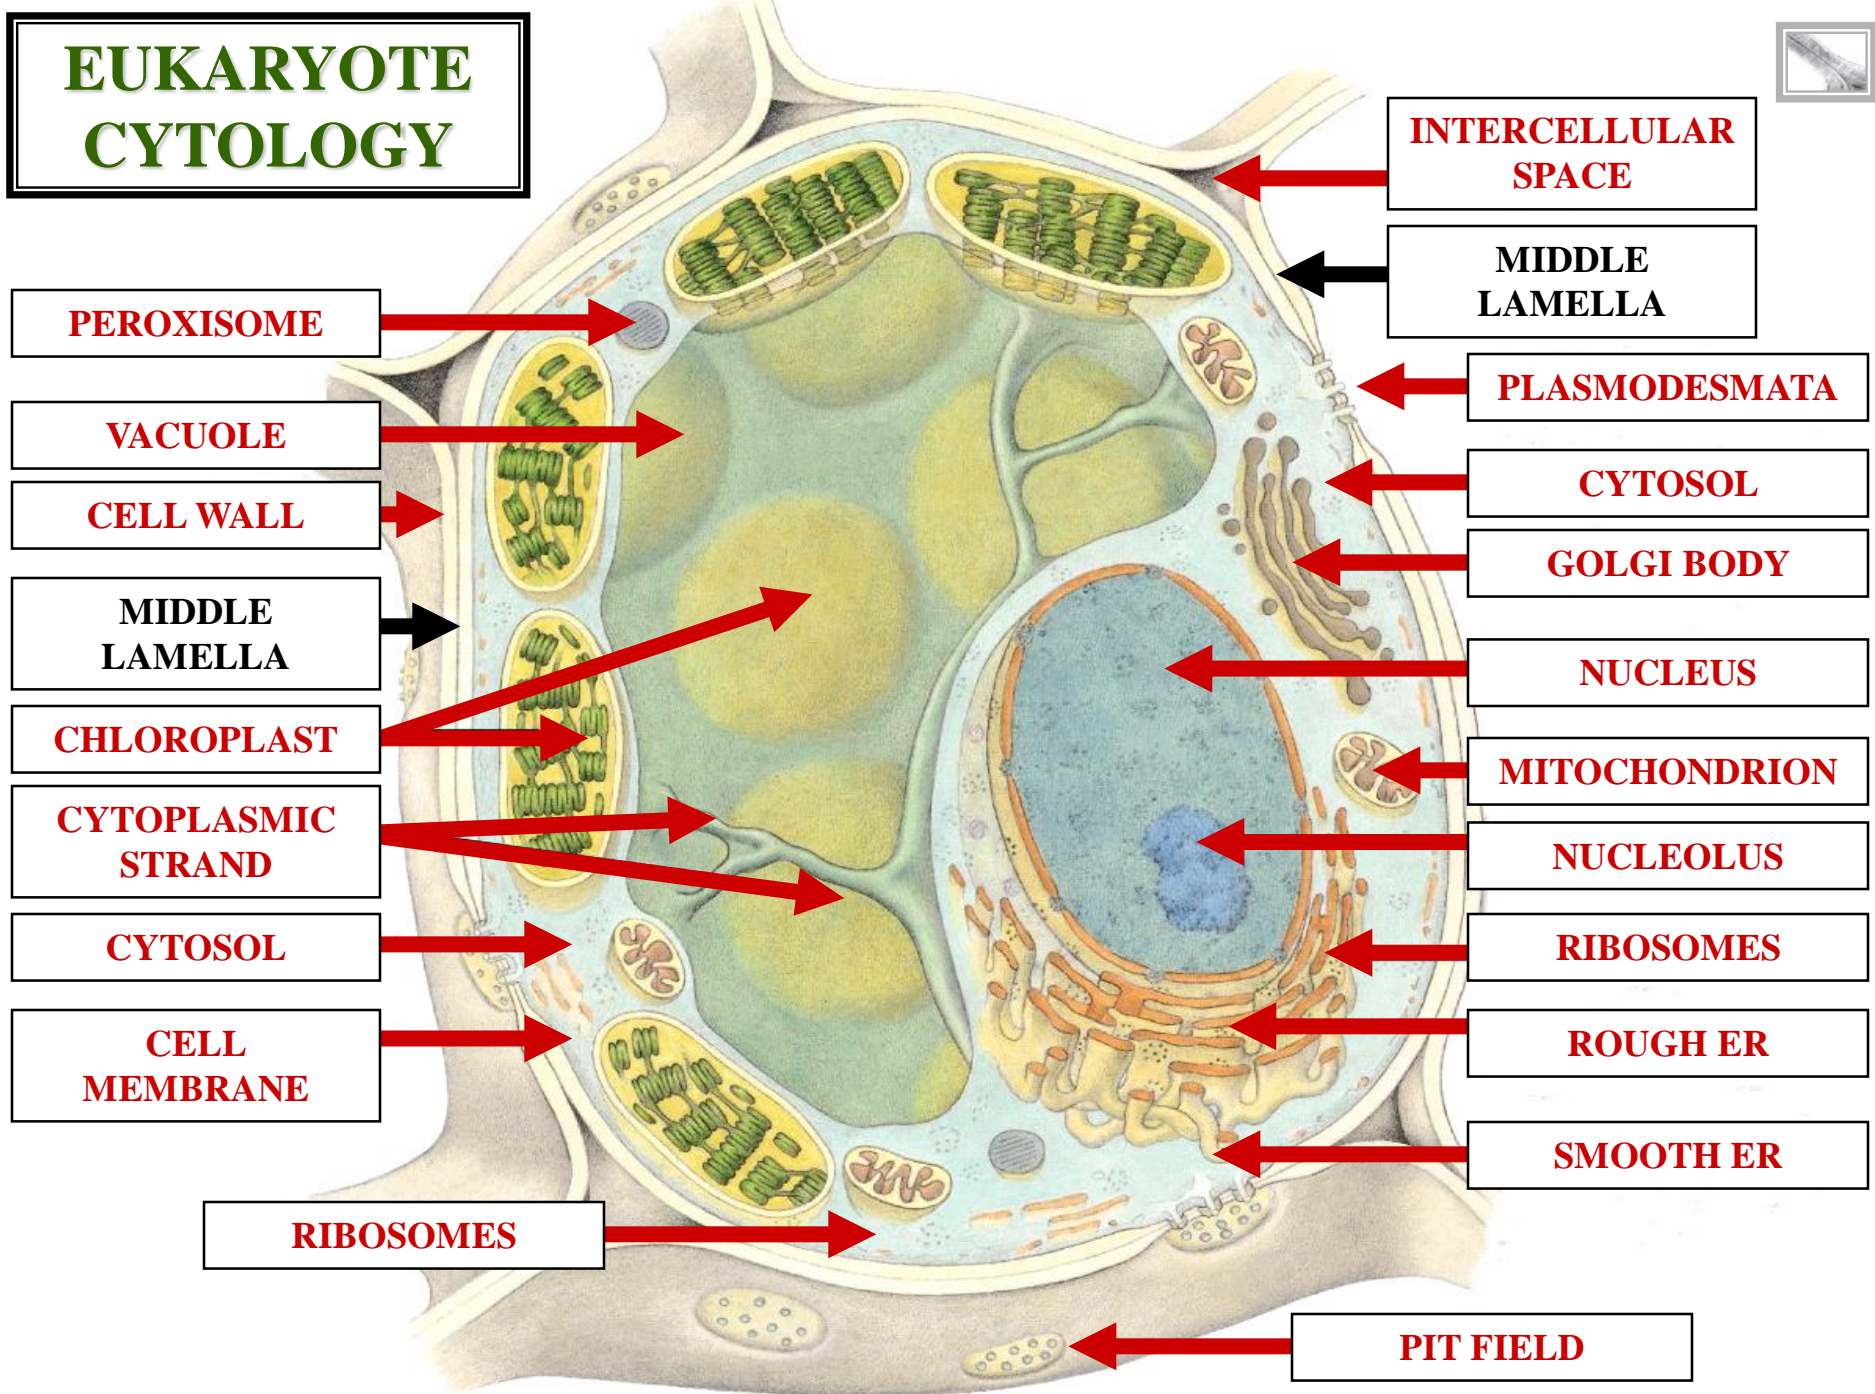 EUKARYOTE
CYTOLOGY
PEROXISOME
VACUOLE
CELL WALL
MIDDLE
LAMELLA
CHLOROPLAST
CYTOPLASMIC
STRAND
CYTOSOL
CELL
MEMBRANE
RIBOSOMES
INTERCELLULAR
SPACE
MIDDLE
LAMELLA
PLASMODESMATA
CYTOSOL
GOLGI BODY
NUCLEUS
MITOCHONDRION
NUCLEOLUS
RIBOSOMES
ROUGH ER
SMOOTH ER
PIT FIELD